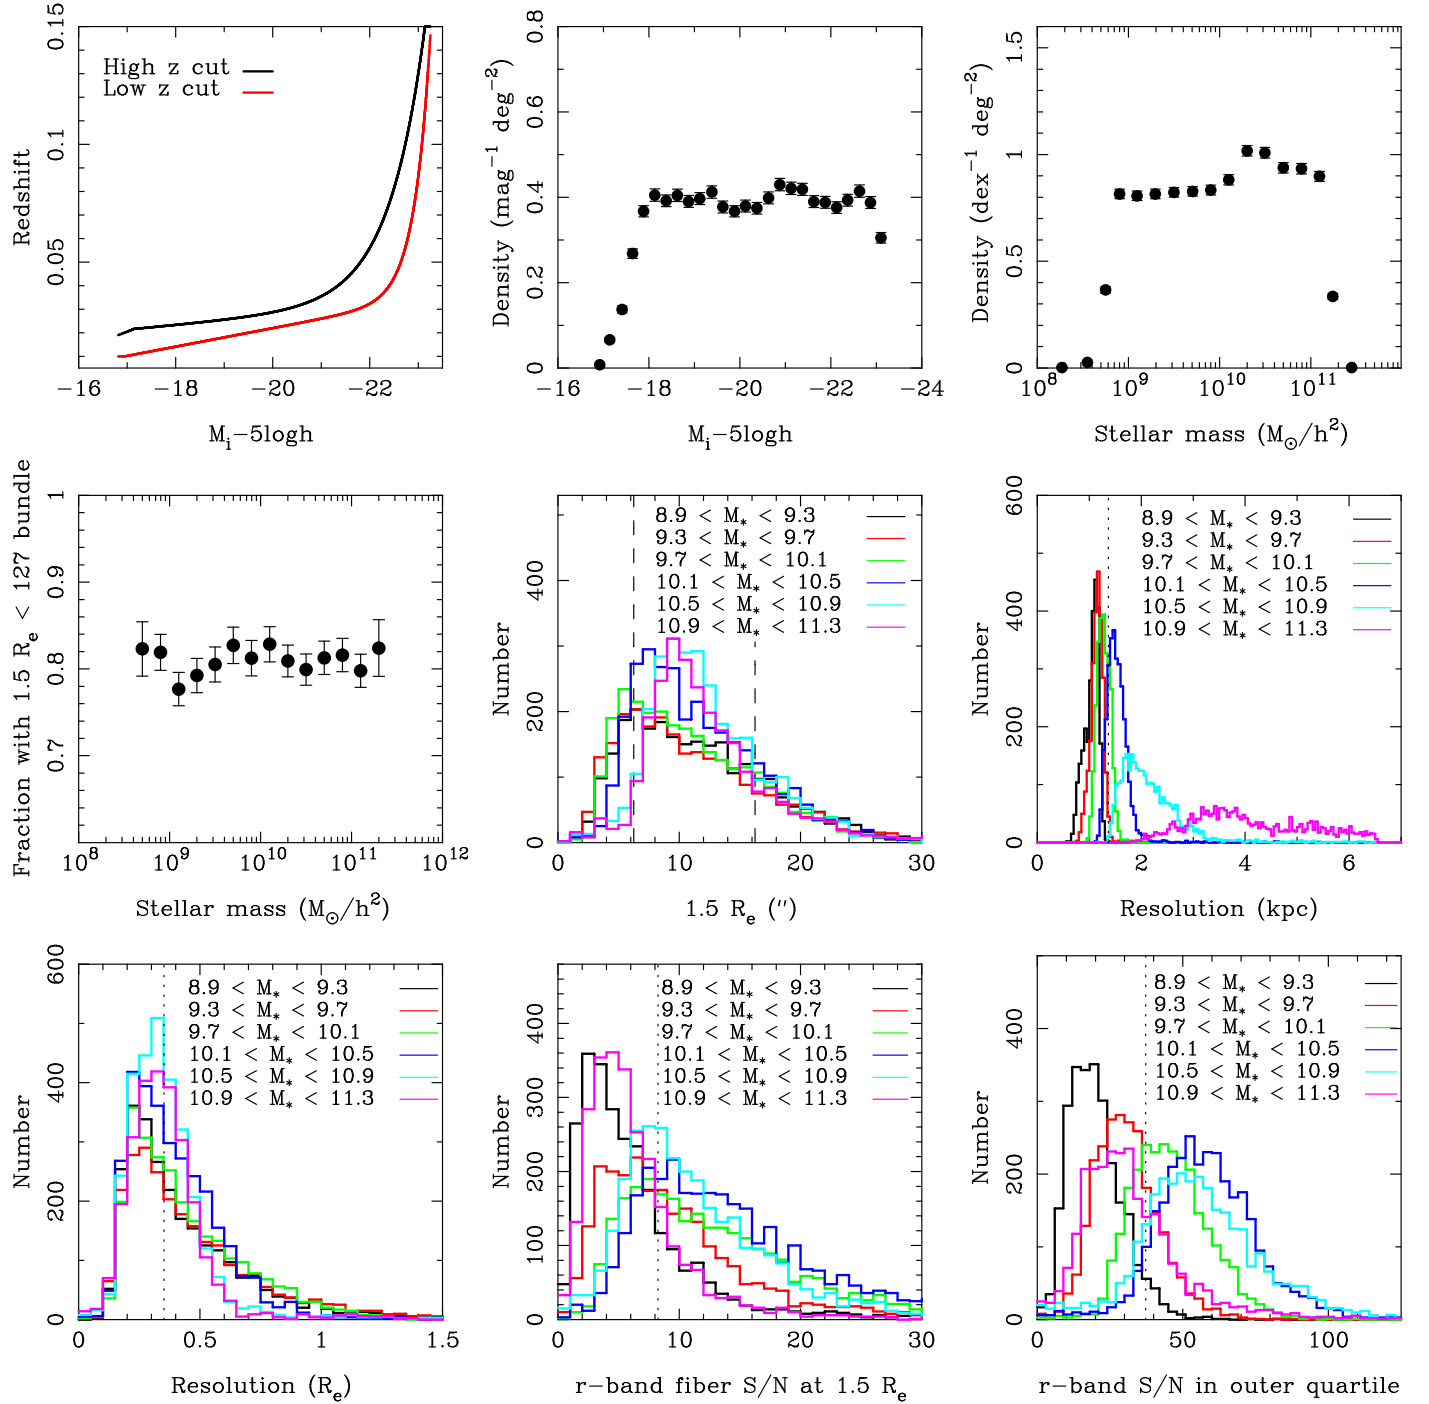 High z cut
Low z cut
Redshift
0.05
0.1
0.15
−16
−18
−20
−22
M_i−5logh
Density (mag^−1 deg^−2)
0
0.2
0.4
0.6
0.8
−16
−18
−20
−22
−24
M_i−5logh
Density (dex^−1 deg^−2)
0
0.5
1
1.5
10^8
10^9
10^10
10^11
Stellar mass (M_⊙/h^2)
Fraction with 1.5 R_e < 127 bundle
0.7
0.8
0.9
1
10^8
10^9
10^10
10^11
10^12
Stellar mass (M_⊙/h^2)
8.9 < M_* < 9.3
9.3 < M_* < 9.7
9.7 < M_* < 10.1
10.1 < M_* < 10.5
10.5 < M_* < 10.9
10.9 < M_* < 11.3
Number
0
200
400
0
10
20
30
1.5 R_e (″)
8.9 < M_* < 9.3
9.3 < M_* < 9.7
9.7 < M_* < 10.1
10.1 < M_* < 10.5
10.5 < M_* < 10.9
10.9 < M_* < 11.3
Number
0
200
400
600
0
2
4
6
Resolution (kpc)
8.9 < M_* < 9.3
9.3 < M_* < 9.7
9.7 < M_* < 10.1
10.1 < M_* < 10.5
10.5 < M_* < 10.9
10.9 < M_* < 11.3
Number
0
200
400
600
0
0.5
1
1.5
Resolution (R_e)
8.9 < M_* < 9.3
9.3 < M_* < 9.7
9.7 < M_* < 10.1
10.1 < M_* < 10.5
10.5 < M_* < 10.9
10.9 < M_* < 11.3
Number
0
100
200
300
400
0
10
20
30
r−band fiber S/N at 1.5 R_e
8.9 < M_* < 9.3
9.3 < M_* < 9.7
9.7 < M_* < 10.1
10.1 < M_* < 10.5
10.5 < M_* < 10.9
10.9 < M_* < 11.3
Number
0
200
400
0
50
100
r−band S/N in outer quartile